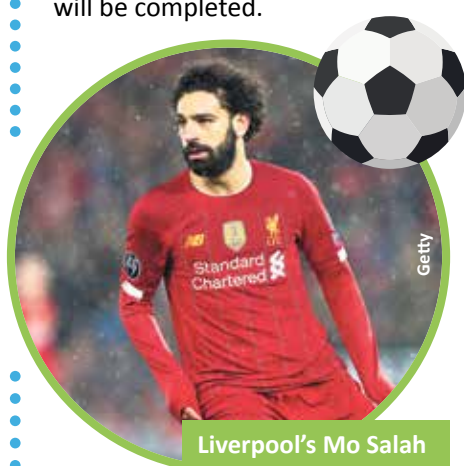 will be completed.
Getty
Standard
Chartered
Liverpool's Mo Salah